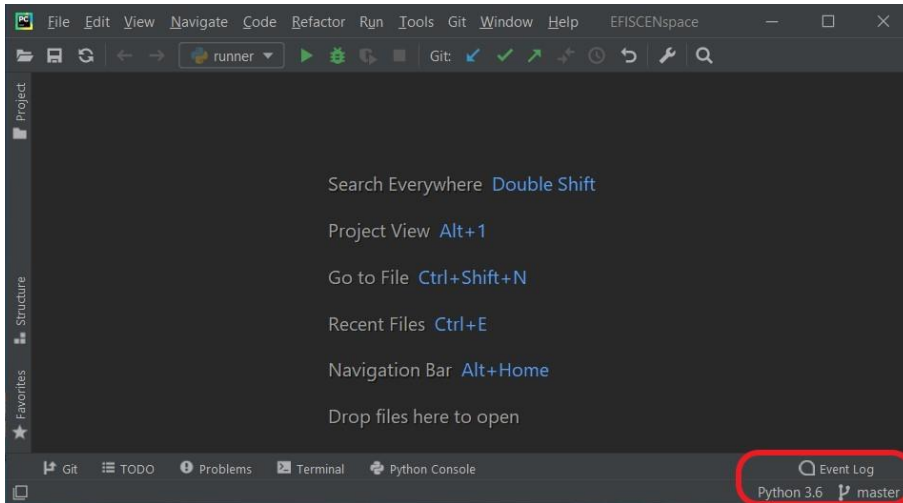 PC File Edit View Navigate Code Refactor Run Tools Git Window Help EFISCENspace
runner Git:
Project
Search Everywhere Double Shift
Project View Alt+1
Go to File Ctrl+Shift+N
Recent Files Ctrl+E
Navigation Bar Alt+Home
Drop files here to open
Structure
Favorites
Git TODO Problems Terminal Python Console Event Log
Python 3.6 master